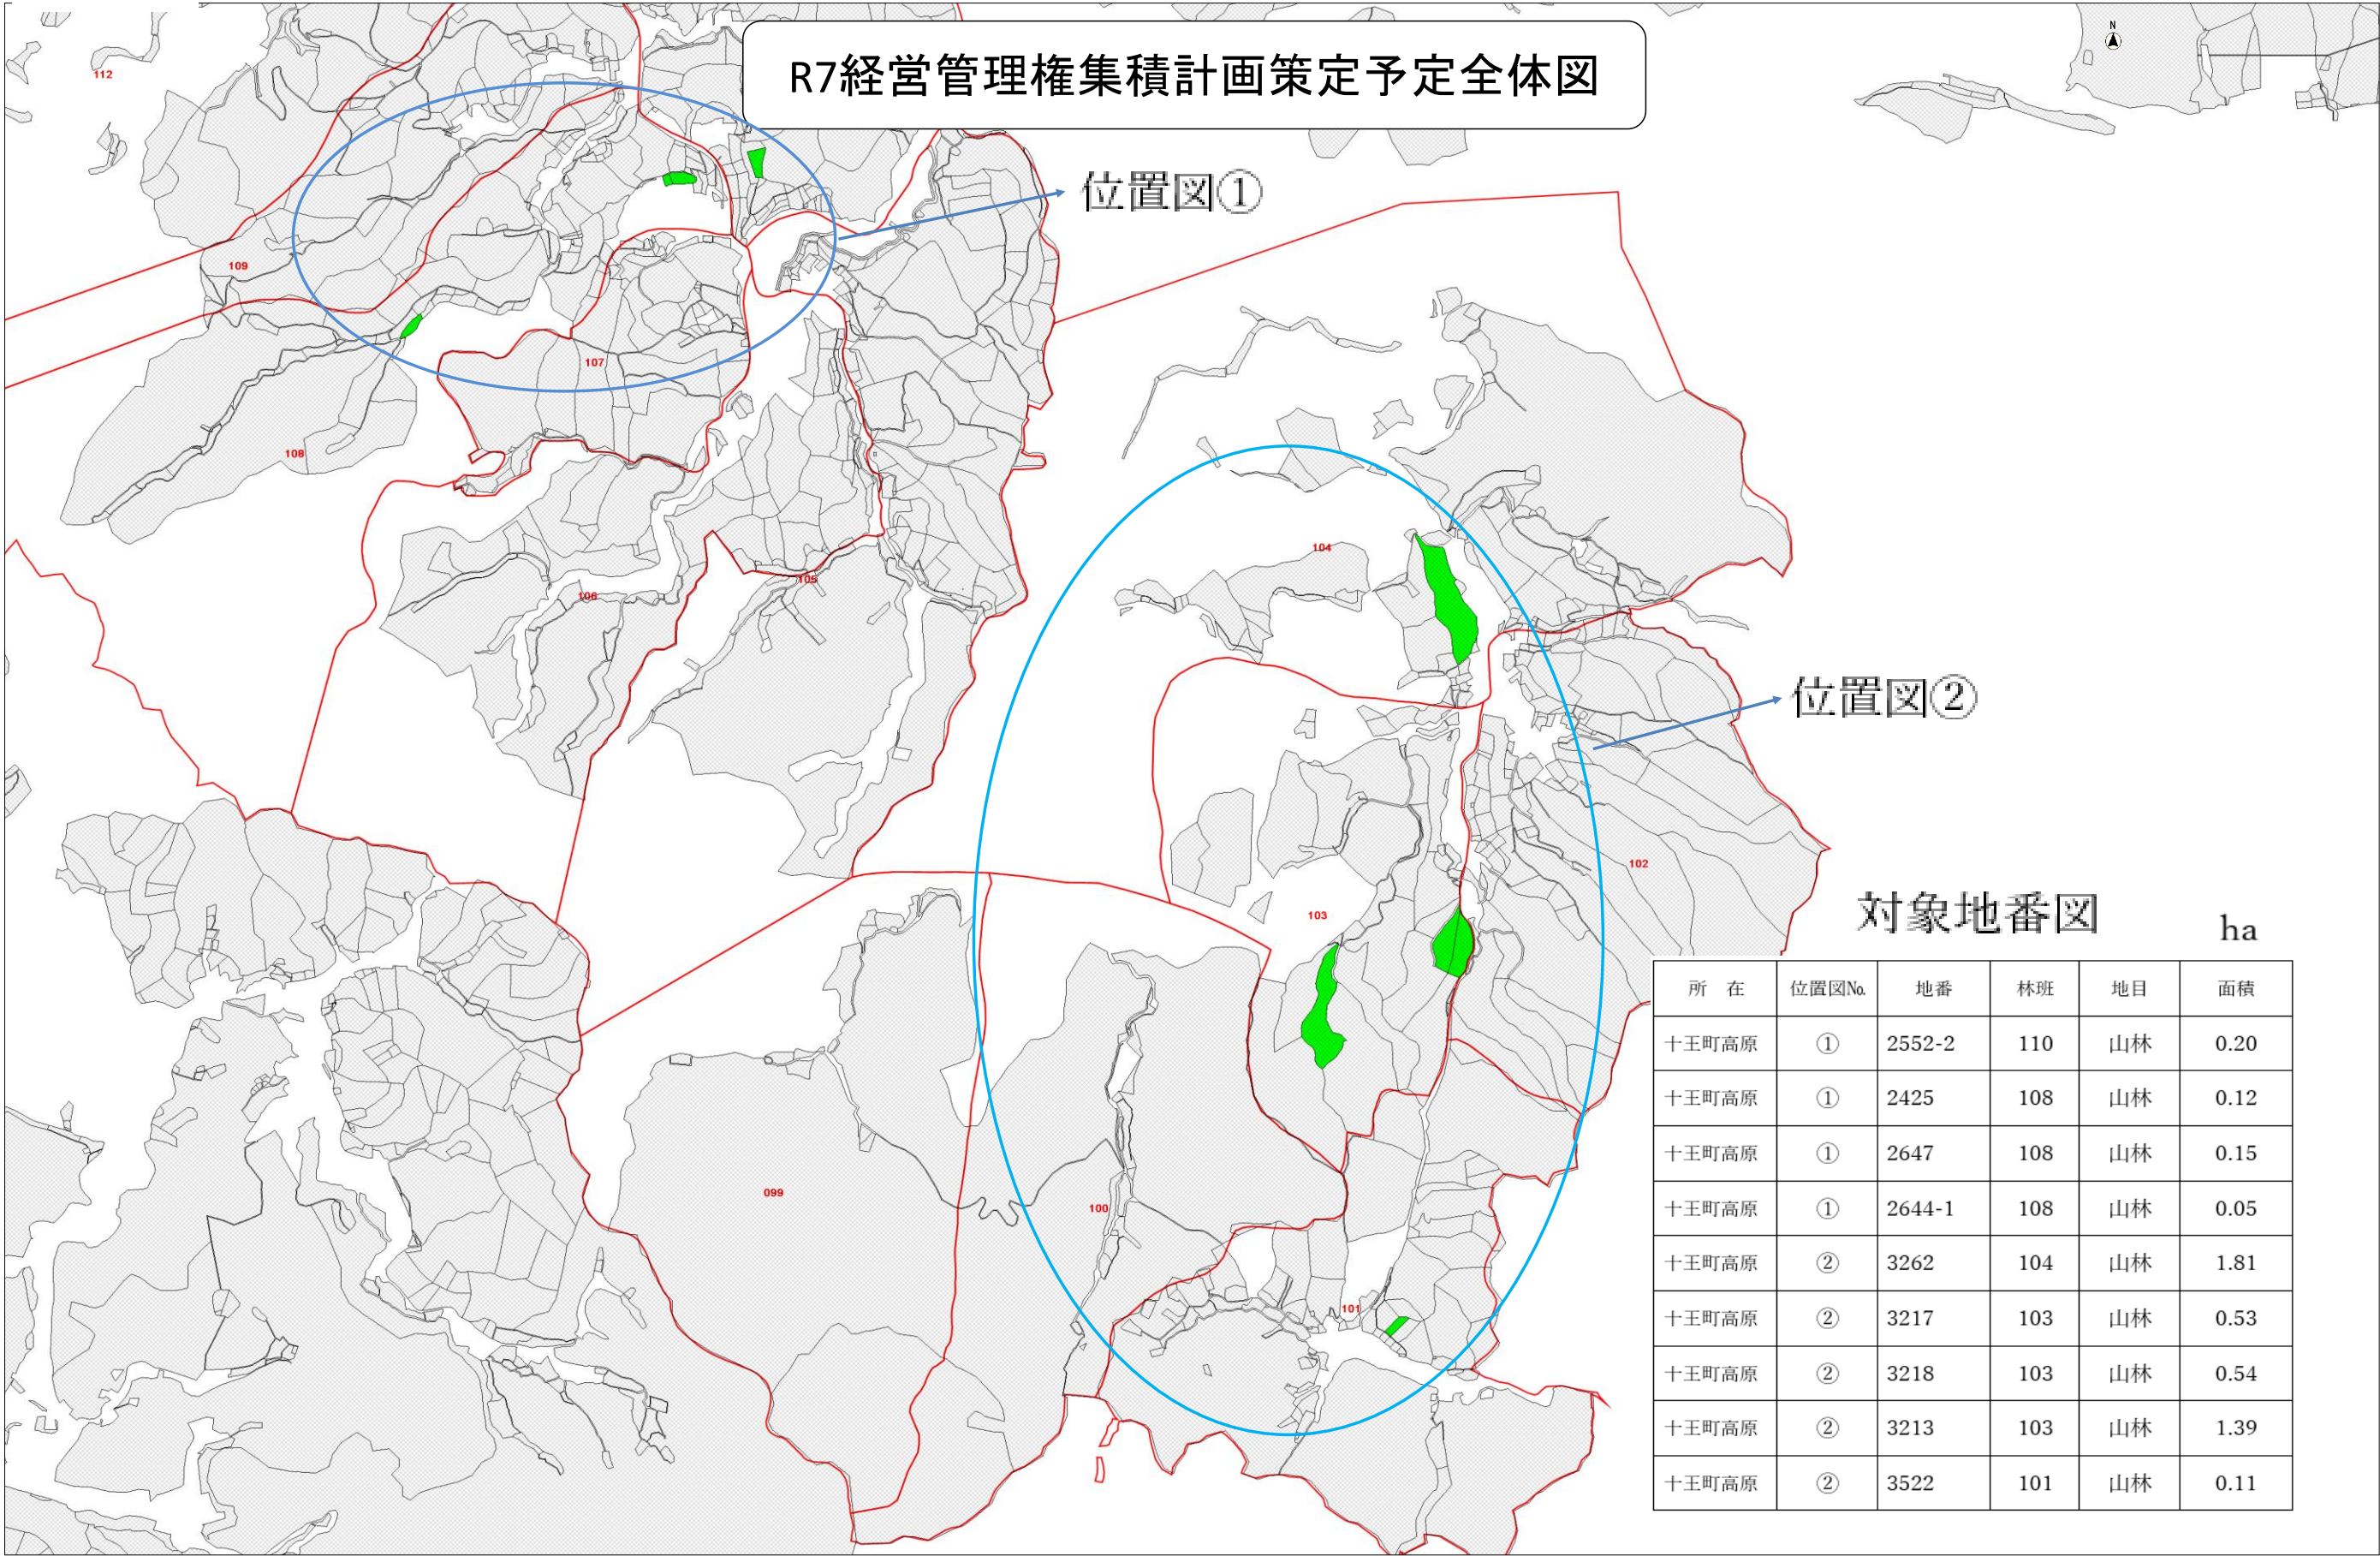 R7経営管理権集積計画策定予定全体図
N
112
位置図①
109
107
108
104
105
106
位置図②
102
103
対象地番図
ha
所　在 位置図№ 地番 林班 地目 面積
十王町高原 ① 2552-2 110 山林 0.20
十王町高原 ① 2425 108 山林 0.12
十王町高原 ① 2647 108 山林 0.15
十王町高原 ① 2644-1 108 山林 0.05
十王町高原 ② 3262 104 山林 1.81
十王町高原 ② 3217 103 山林 0.53
十王町高原 ② 3218 103 山林 0.54
十王町高原 ② 3213 103 山林 1.39
十王町高原 ② 3522 101 山林 0.11
099
100
101